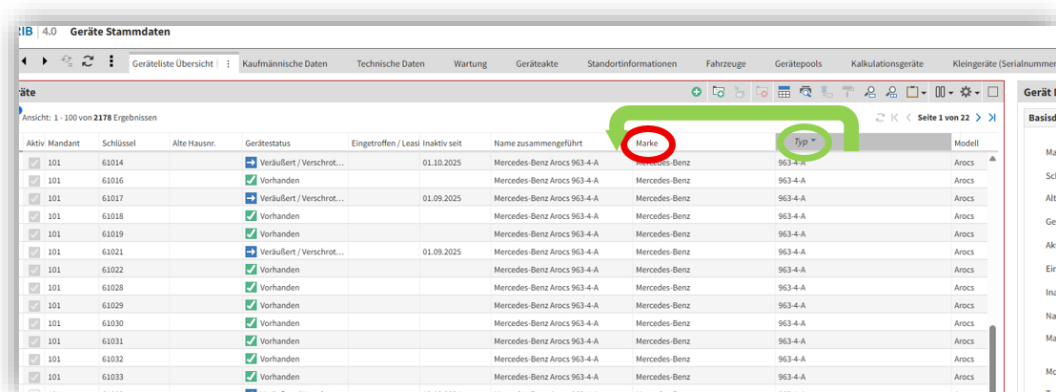 RIB 4.0 Geräte Stammdaten
Geräteliste Übersicht Kaufmännische Daten Technische Daten Wartung Geräteakte Standortinformationen Fahrzeuge Gerätepools Kalkulationsgeräte Kleingeräte (Serialnummer
räte Gerät
Ansicht: 1 - 100 von 2178 Ergebnissen Seite 1 von 22 Basisd
Aktiv Mandant Schlüssel Alte Hausnr. Gerätestatus Eingetroffen / Leasi Inaktiv seit Name zusammengeführt Marke Typ Modell
101 61014 Veräußert / Verschrot... 01.10.2025 Mercedes-Benz Arocs 963-4-A Mercedes-Benz 963-4-A Arocs Ma
101 61016 Vorhanden Mercedes-Benz Arocs 963-4-A Mercedes-Benz 963-4-A Arocs Sch
101 61017 Veräußert / Verschrot... 01.09.2025 Mercedes-Benz Arocs 963-4-A Mercedes-Benz 963-4-A Arocs Alt
101 61018 Vorhanden Mercedes-Benz Arocs 963-4-A Mercedes-Benz 963-4-A Arocs Ge
101 61019 Vorhanden Mercedes-Benz Arocs 963-4-A Mercedes-Benz 963-4-A Arocs
101 61021 Veräußert / Verschrot... 01.09.2025 Mercedes-Benz Arocs 963-4-A Mercedes-Benz 963-4-A Arocs Ak
101 61022 Vorhanden Mercedes-Benz Arocs 963-4-A Mercedes-Benz 963-4-A Arocs Ein
101 61028 Vorhanden Mercedes-Benz Arocs 963-4-A Mercedes-Benz 963-4-A Arocs Ina
101 61029 Vorhanden Mercedes-Benz Arocs 963-4-A Mercedes-Benz 963-4-A Arocs Na
101 61030 Vorhanden Mercedes-Benz Arocs 963-4-A Mercedes-Benz 963-4-A Arocs
101 61031 Vorhanden Mercedes-Benz Arocs 963-4-A Mercedes-Benz 963-4-A Arocs Ma
101 61032 Vorhanden Mercedes-Benz Arocs 963-4-A Mercedes-Benz 963-4-A Arocs
101 61033 Vorhanden Mercedes-Benz Arocs 963-4-A Mercedes-Benz 963-4-A Arocs Mo